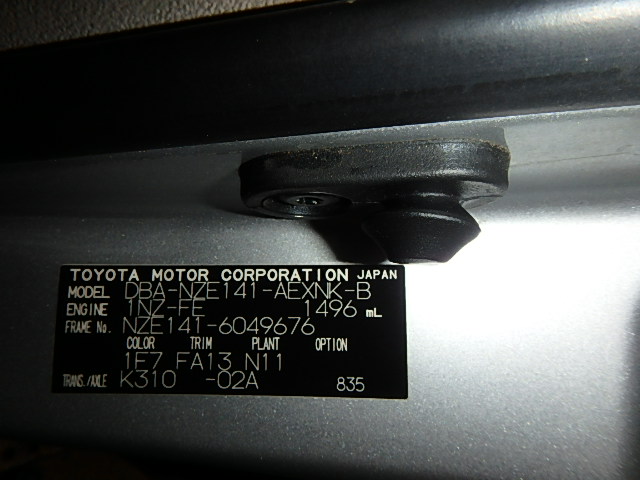 TOYOTA MOTOR CORPORATION JAPAN
MODEL DBA-NZE141-AEXNK-B
ENGINE 1NZ-FE 1496 mL
FRAME No. NZE141-6049676
COLOR TRIM PLANT OPTION
1E7 FA13 N11
TRANS./AXLE K310 -02A 835